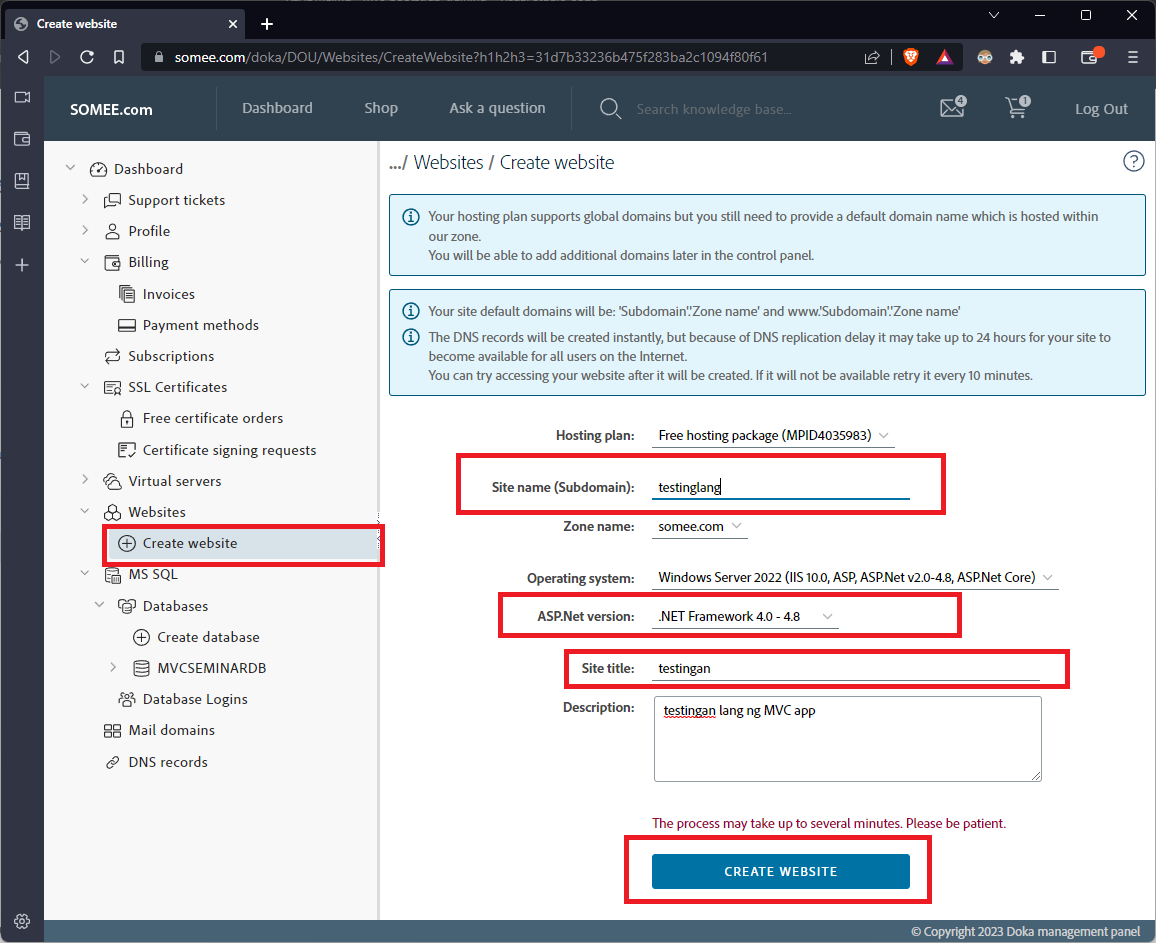 Create website
somee.com/doka/DOU/Websites/CreateWebsite?h1h2h3=31d7b33236b475f283ba2c1094f80f61
SOMEE.com
Dashboard
Shop
Ask a question
Search knowledge base...
4
1
Log Out
Dashboard
Support tickets
Profile
Billing
Invoices
Payment methods
Subscriptions
SSL Certificates
Free certificate orders
Certificate signing requests
Virtual servers
Websites
Create website
MS SQL
Databases
Create database
MVCSEMINARDB
Database Logins
Mail domains
DNS records
.../ Websites / Create website
Your hosting plan supports global domains but you still need to provide a default domain name which is hosted within
our zone.
You will be able to add additional domains later in the control panel.
Your site default domains will be: 'Subdomain'.'Zone name' and www.'Subdomain'.'Zone name'
The DNS records will be created instantly, but because of DNS replication delay it may take up to 24 hours for your site to
become available for all users on the Internet.
You can try accessing your website after it will be created. If it will not be available retry it every 10 minutes.
Hosting plan: Free hosting package (MPID4035983)
Site name (Subdomain): testinglang
Zone name: somee.com
Operating system: Windows Server 2022 (IIS 10.0, ASP, ASP.Net v2.0-4.8, ASP.Net Core)
ASP.Net version: .NET Framework 4.0 - 4.8
Site title: testingan
Description: testingan lang ng MVC app
The process may take up to several minutes. Please be patient.
CREATE WEBSITE
© Copyright 2023 Doka management panel